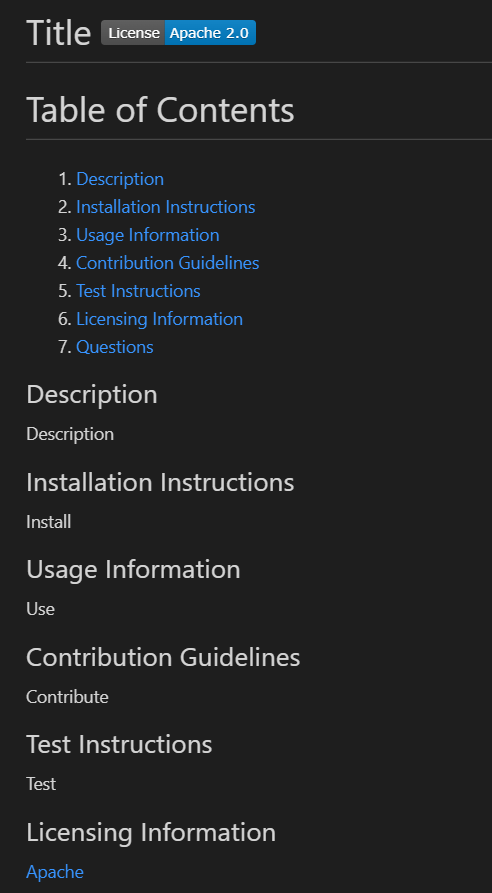 Title License Apache 2.0
Table of Contents
1. Description
2. Installation Instructions
3. Usage Information
4. Contribution Guidelines
5. Test Instructions
6. Licensing Information
7. Questions
Description
Description
Installation Instructions
Install
Usage Information
Use
Contribution Guidelines
Contribute
Test Instructions
Test
Licensing Information
Apache